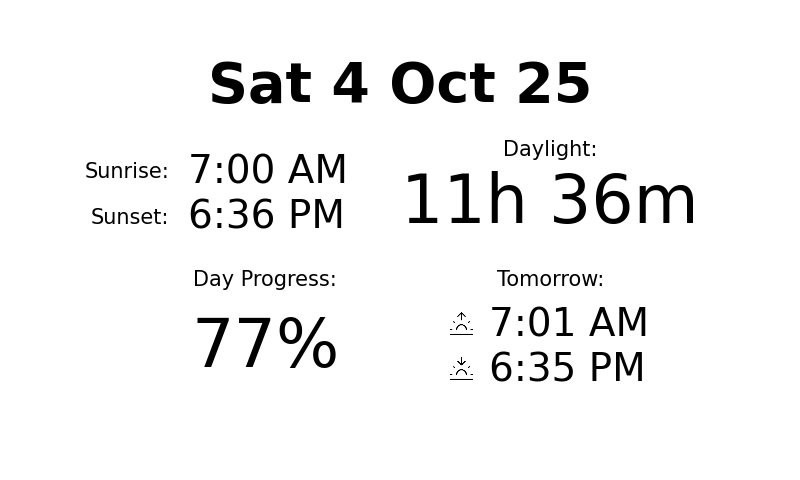 Sat 4 Oct 25
Sunrise: 7:00 AM
Sunset: 6:36 PM
Daylight:
11h 36m
Day Progress:
77%
Tomorrow:
7:01 AM
6:35 PM